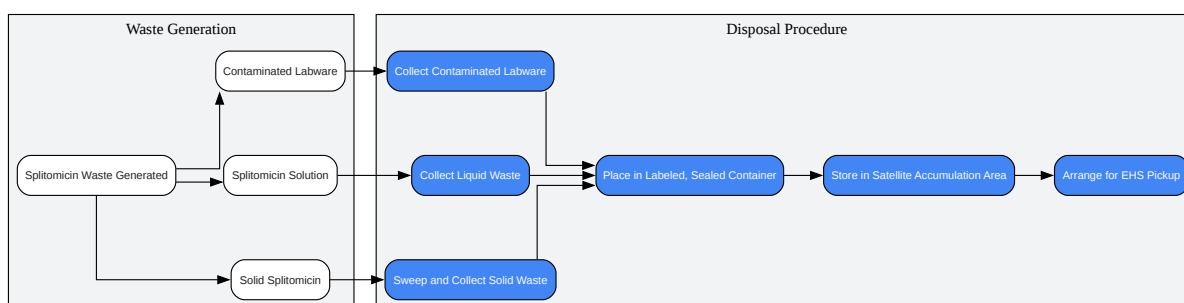 Waste Generation
Disposal Procedure
Contaminated Labware
Collect Contaminated Labware
Splitomicin Waste Generated
Splitomicin Solution
Collect Liquid Waste
Place in Labeled, Sealed Container
Store in Satellite Accumulation Area
Arrange for EHS Pickup
Solid Splitomicin
Sweep and Collect Solid Waste